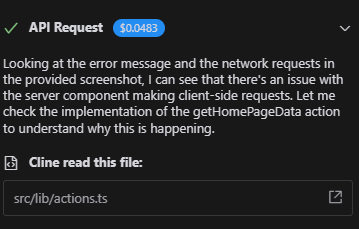 API Request $0.0483
Looking at the error message and the network requests in
the provided screenshot, I can see that there's an issue with
the server component making client-side requests. Let me
check the implementation of the getHomePageData action
to understand why this is happening.
Cline read this file:
src/lib/actions.ts